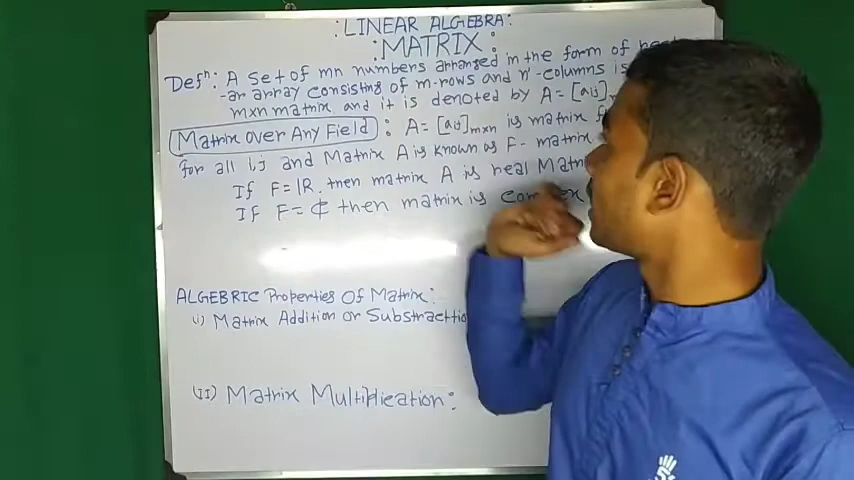 : LINEAR ALGEBRA :
: MATRIX :
Defⁿ: A set of mn numbers arranged in the form of
-ar array consisting of m-rows and n'-columns is
mxn matrix and it is denoted by A = [aij]
Matrix over Any Field : A = [aij]mxn is matrix
for all i,j and Matrix A is known as F- matrix
If F = IR. then matrix A is real
If F = ₵ then matrix is
ALGEBRIC Properties Of Matrix:
(i) Matrix Addition or
(II) Matrix Multiplication :